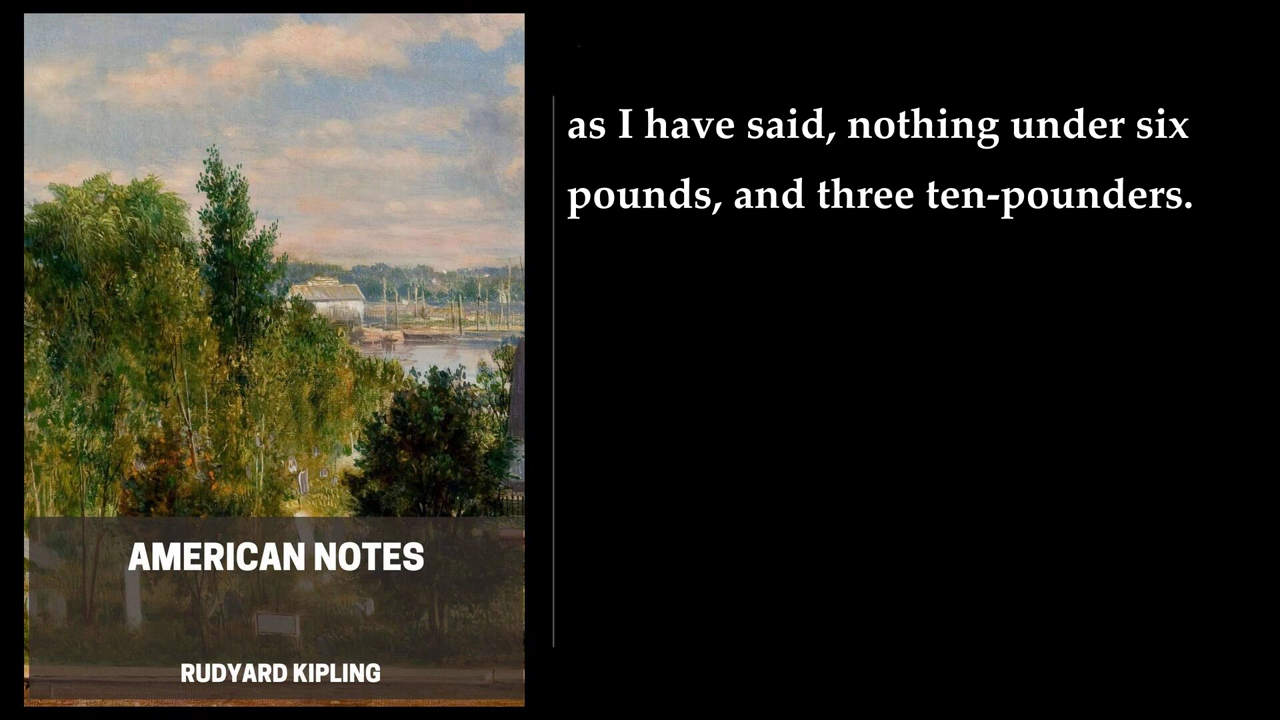 as I have said, nothing under six
pounds, and three ten-pounders.
AMERICAN NOTES
RUDYARD KIPLING